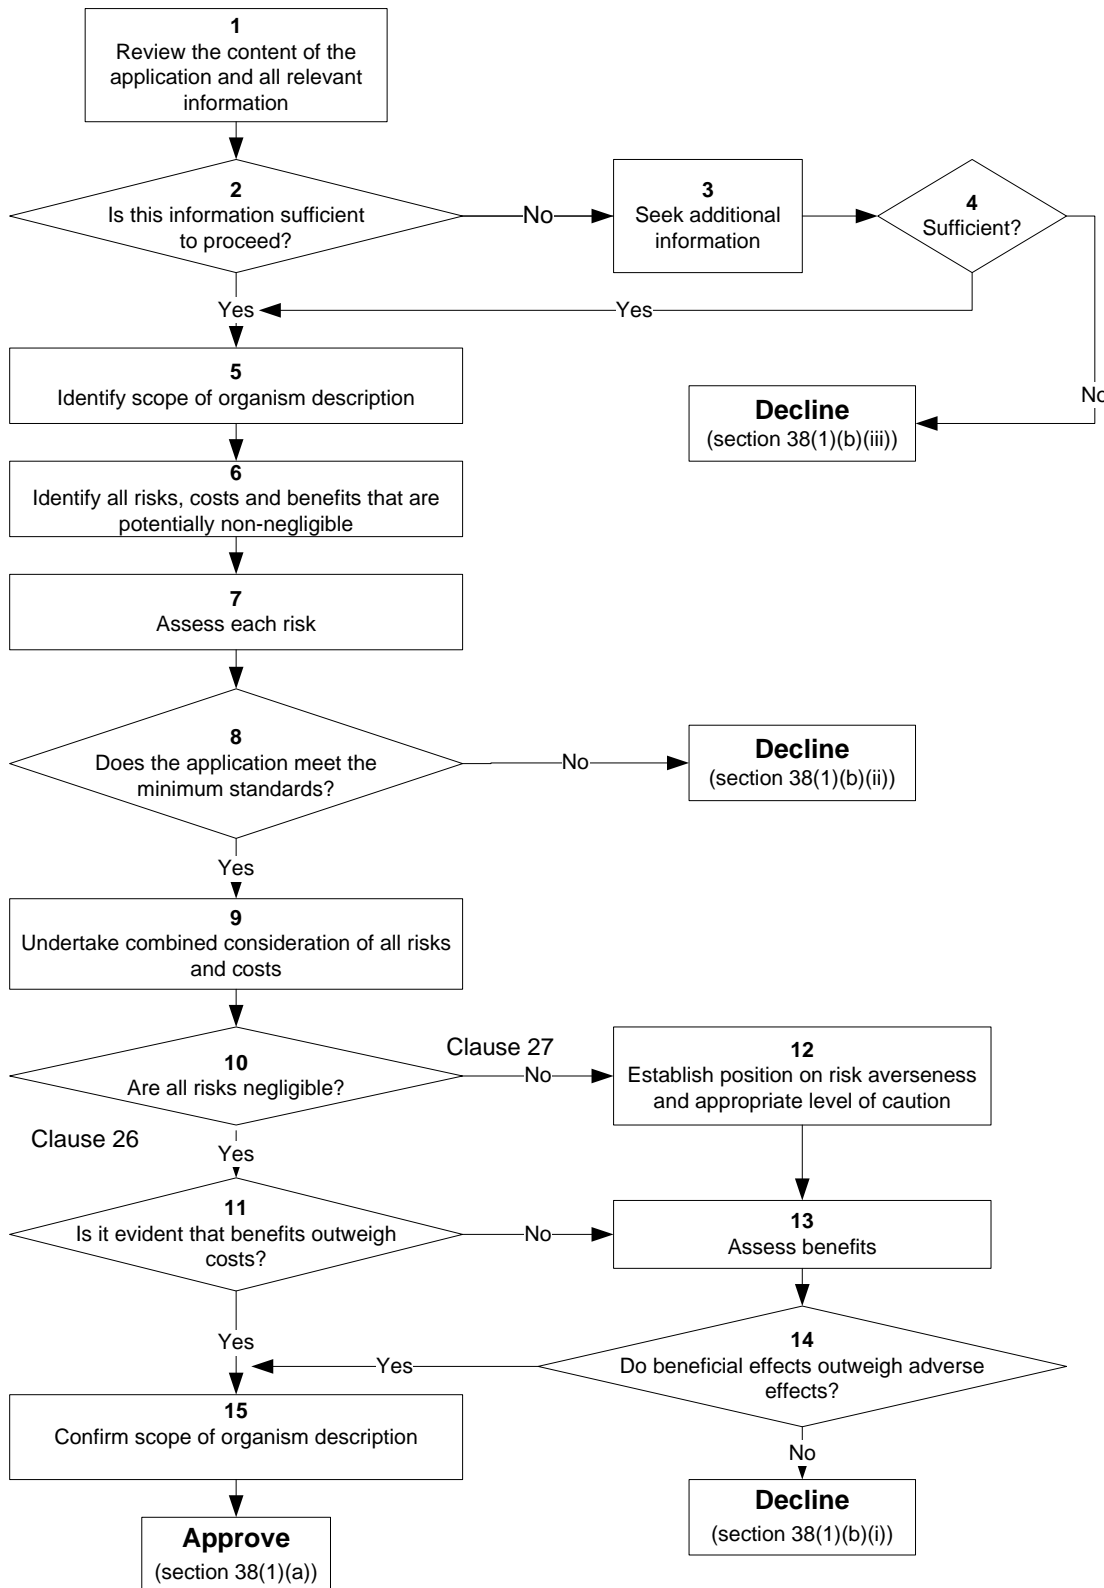 1
Review the content of the
application and all relevant
information
2
Is this information sufficient
to proceed?
No
3
Seek additional
information
4
Sufficient?
Yes
Yes
No
5
Identify scope of organism description
Decline
(section 38(1)(b)(iii))
6
Identify all risks, costs and benefits that are
potentially non-negligible
7
Assess each risk
8
Does the application meet the
minimum standards?
No
Decline
(section 38(1)(b)(ii))
Yes
9
Undertake combined consideration of all risks
and costs
10
Are all risks negligible?
Clause 27
No
12
Establish position on risk averseness
and appropriate level of caution
Clause 26
Yes
11
Is it evident that benefits outweigh
costs?
No
13
Assess benefits
Yes
14
Do beneficial effects outweigh adverse
effects?
Yes
15
Confirm scope of organism description
No
Decline
(section 38(1)(b)(i))
Approve
(section 38(1)(a))